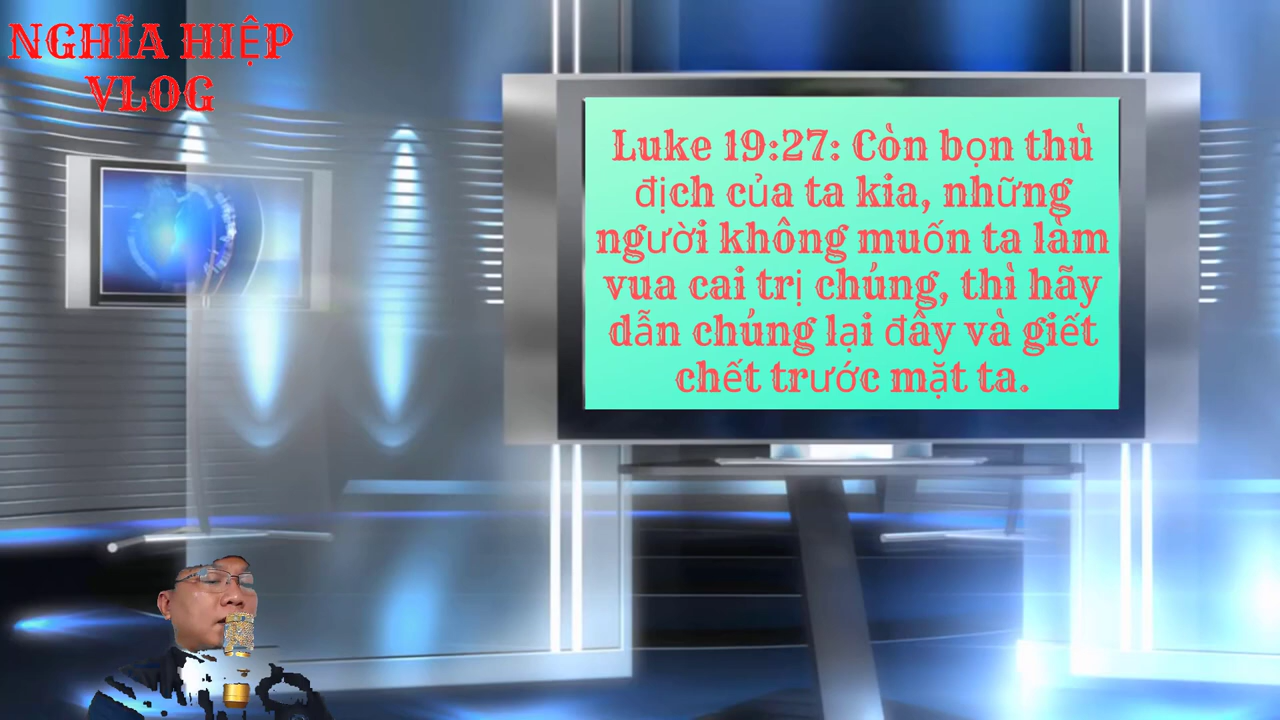 NGHĨA HIỆP
VLOG
Luke 19:27: Còn bọn thù
địch của ta kia, những
người không muốn ta làm
vua cai trị chúng, thì hãy
dẫn chúng lại đây và giết
chết trước mặt ta.